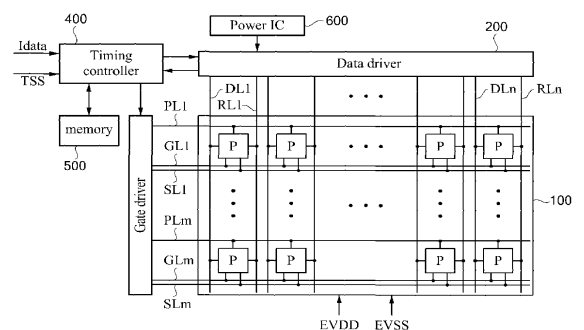 400
Power IC
600
Idata
TSS
Timing
controller
200
Data driver
DL1
RL1
DLn
RLn
memory
500
Gate driver
PL1
GL1
SL1
PLm
GLm
SLm
P
P
P
P
P
P
P
P
100
EVDD
EVSS